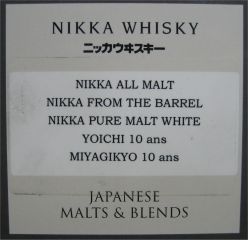 NIKKA WHISKY
ニッカウヰスキー
NIKKA ALL MALT
NIKKA FROM THE BARREL
NIKKA PURE MALT WHITE
YOICHI 10 ans
MIYAGIKYO 10 ans
JAPANESE
MALTS & BLENDS